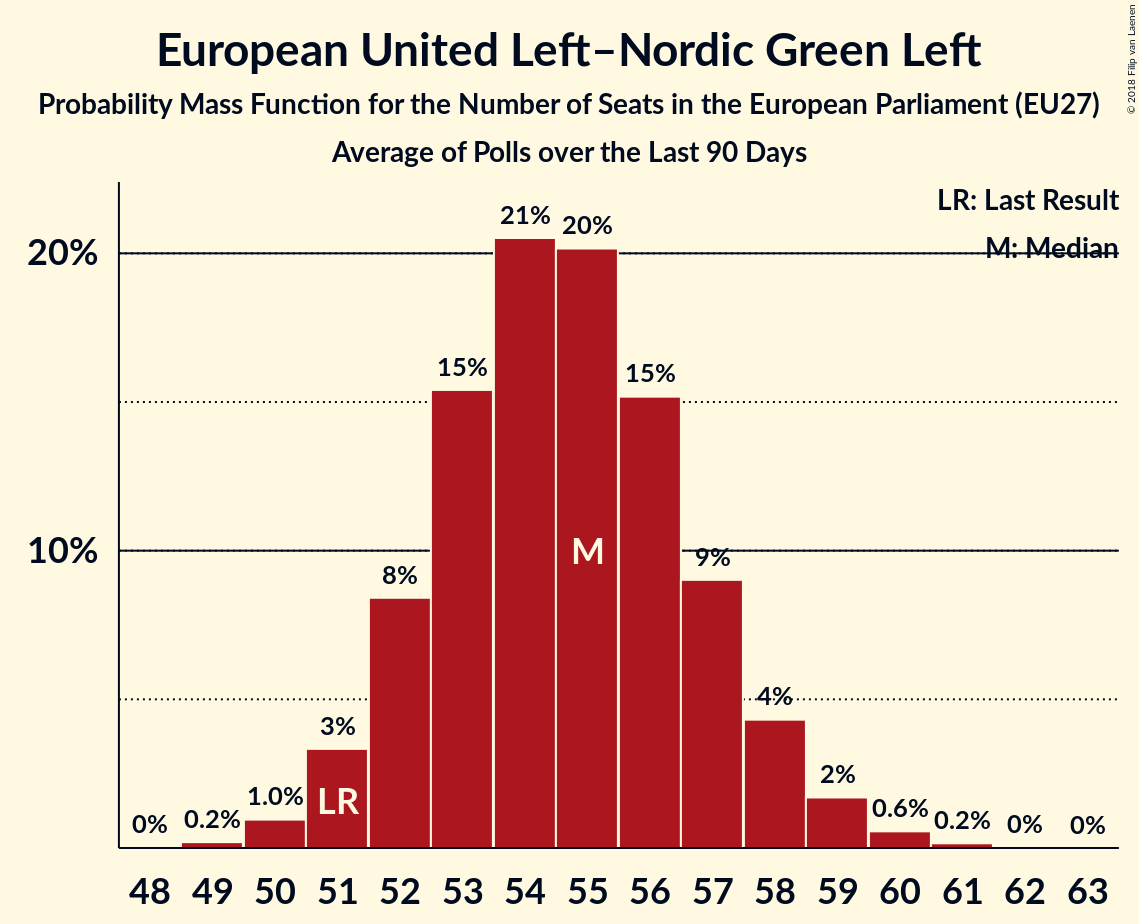 European United Left–Nordic Green Left
Probability Mass Function for the Number of Seats in the European Parliament (EU27)
Average of Polls over the Last 90 Days
© 2018 Filip van Laenen
LR: Last Result
M: Median
20%
10%
0%
0.2%
1.0%
3%
8%
15%
21%
20%
15%
9%
4%
2%
0.6%
0.2%
0%
0%
LR
M
48 49 50 51 52 53 54 55 56 57 58 59 60 61 62 63